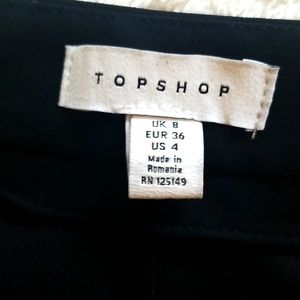 TOPSHOP
UK 8
EUR 36
US 4
Made in
Romania
RN 125149